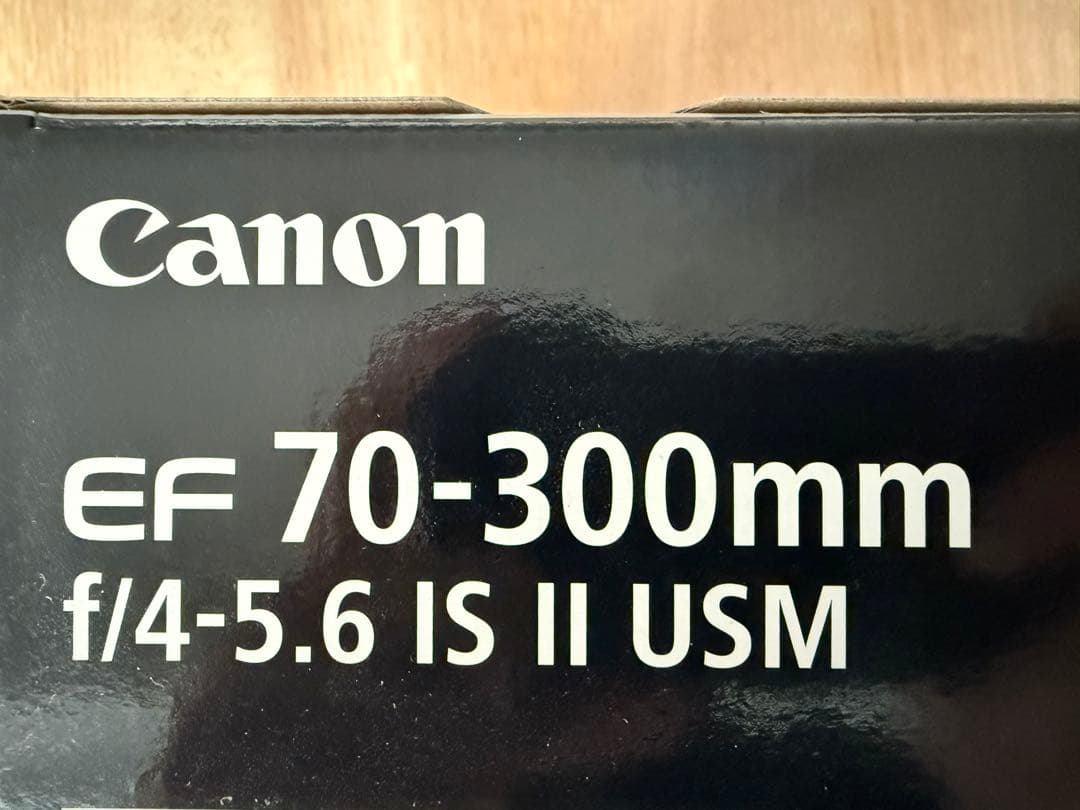 Canon
EF 70-300mm
f/4-5.6 IS II USM